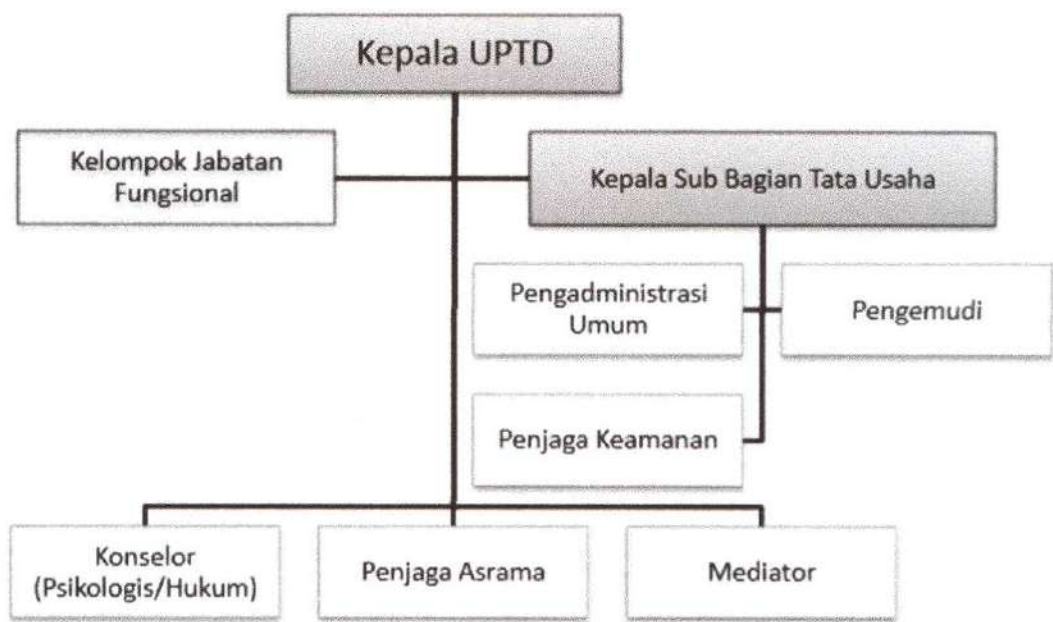 Kepala UPTD
Kelompok Jabatan
Fungsional
Kepala Sub Bagian Tata Usaha
Pengadministrasi
Umum
Pengemudi
Penjaga Keamanan
Konselor
(Psikologis/Hukum)
Penjaga Asrama
Mediator